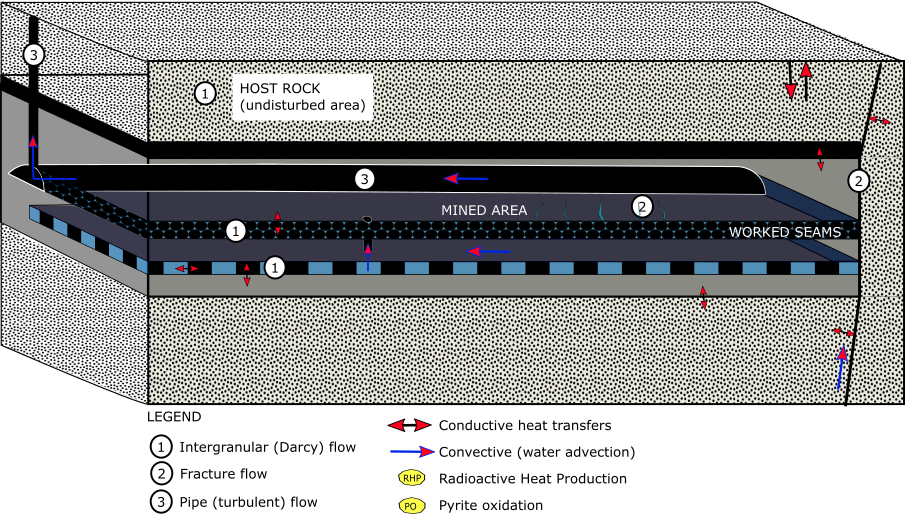 3
1
HOST ROCK
(undisturbed area)
3
2
2
MINED AREA
1
WORKED SEAMS
1
LEGEND
1 Intergranular (Darcy) flow
2 Fracture flow
3 Pipe (turbulent) flow
Conductive heat transfers
Convective (water advection)
RHP Radioactive Heat Production
PO Pyrite oxidation